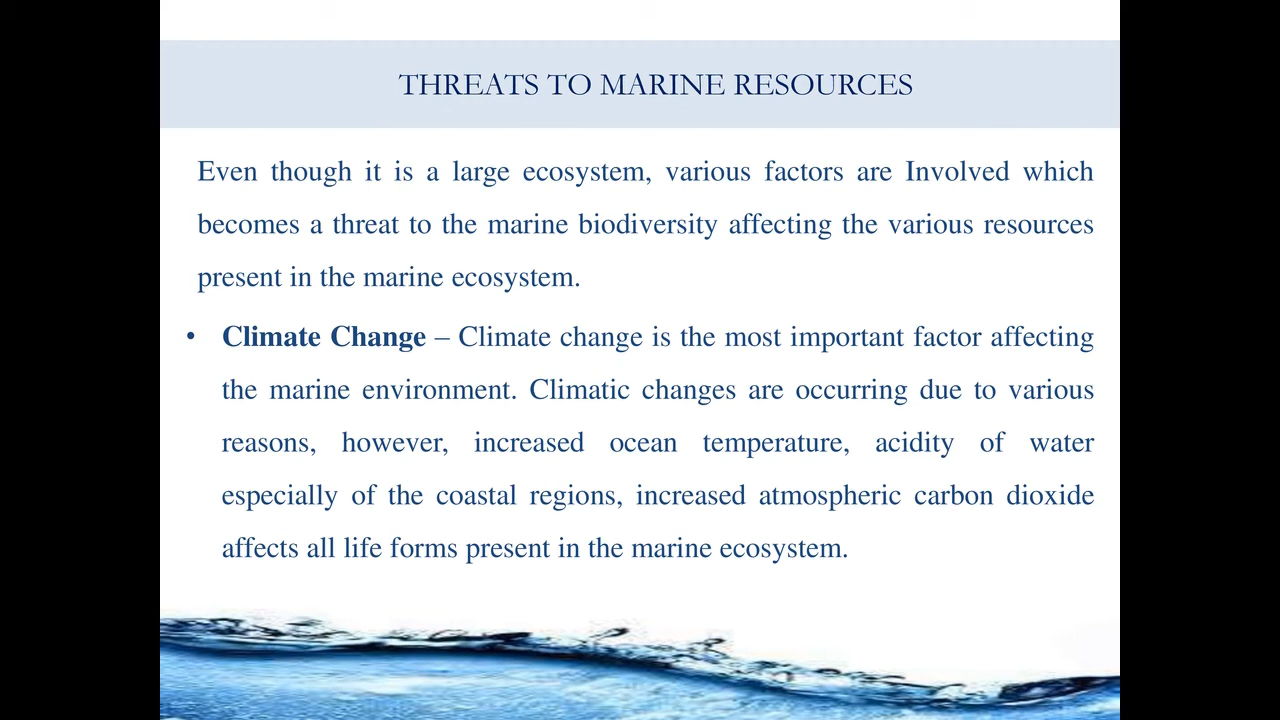 THREATS TO MARINE RESOURCES
Even though it is a large ecosystem, various factors are Involved which
becomes a threat to the marine biodiversity affecting the various resources
present in the marine ecosystem.
• Climate Change – Climate change is the most important factor affecting
the marine environment. Climatic changes are occurring due to various
reasons, however, increased ocean temperature, acidity of water
especially of the coastal regions, increased atmospheric carbon dioxide
affects all life forms present in the marine ecosystem.